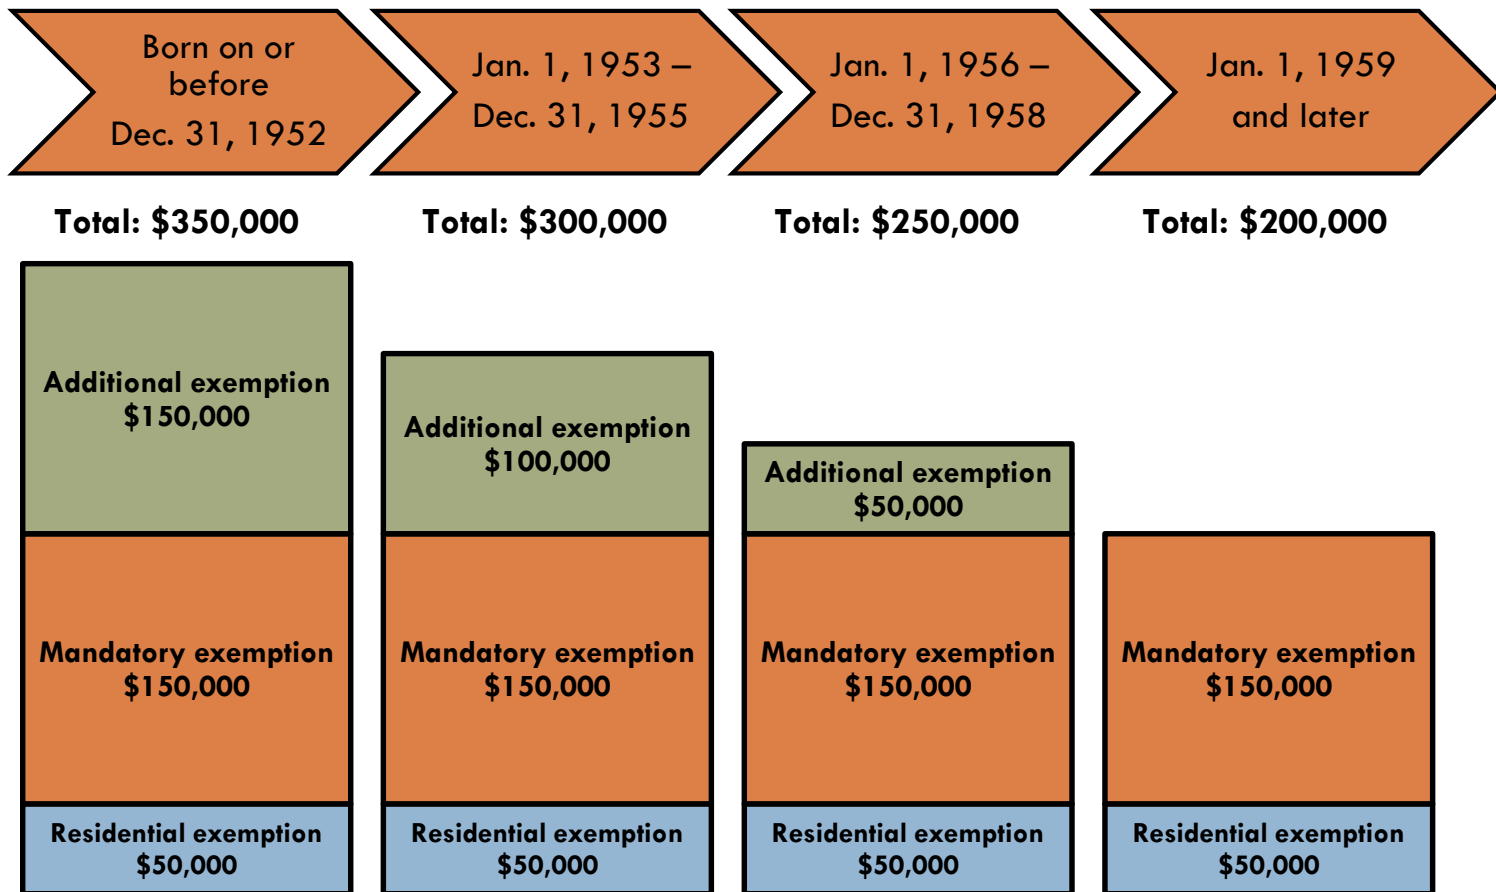 Born on or
before
Dec. 31, 1952
Jan. 1, 1953 –
Dec. 31, 1955
Jan. 1, 1956 –
Dec. 31, 1958
Jan. 1, 1959
and later
Total: $350,000
Total: $300,000
Total: $250,000
Total: $200,000
Additional exemption
$150,000
Mandatory exemption
$150,000
Residential exemption
$50,000
Additional exemption
$100,000
Mandatory exemption
$150,000
Residential exemption
$50,000
Additional exemption
$50,000
Mandatory exemption
$150,000
Residential exemption
$50,000
Mandatory exemption
$150,000
Residential exemption
$50,000